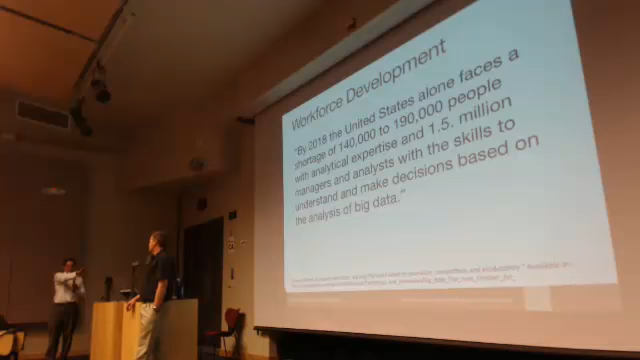 Workforce Development
"By 2018 the United States alone faces a
shortage of 140,000 to 190,000 people
with analytical expertise and 1.5. million
managers and analysts with the skills to
understand and make decisions based on
the analysis of big data."